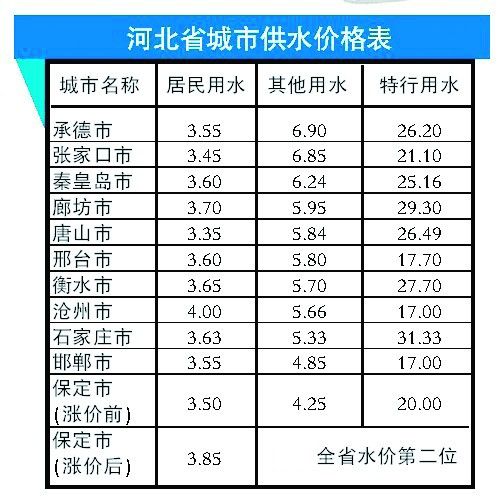 河北省城市供水价格表
城市名称 居民用水 其他用水 特行用水
承德市 3.55 6.90 26.20
张家口市 3.45 6.85 21.10
秦皇岛市 3.60 6.24 25.16
廊坊市 3.70 5.95 29.30
唐山市 3.35 5.84 26.49
邢台市 3.60 5.80 17.70
衡水市 3.65 5.70 27.70
沧州市 4.00 5.66 17.00
石家庄市 3.63 5.33 31.33
邯郸市 3.55 4.85 17.00
保定市
(涨价前) 3.50 4.25 20.00
保定市
(涨价后) 3.85 全省水价第二位